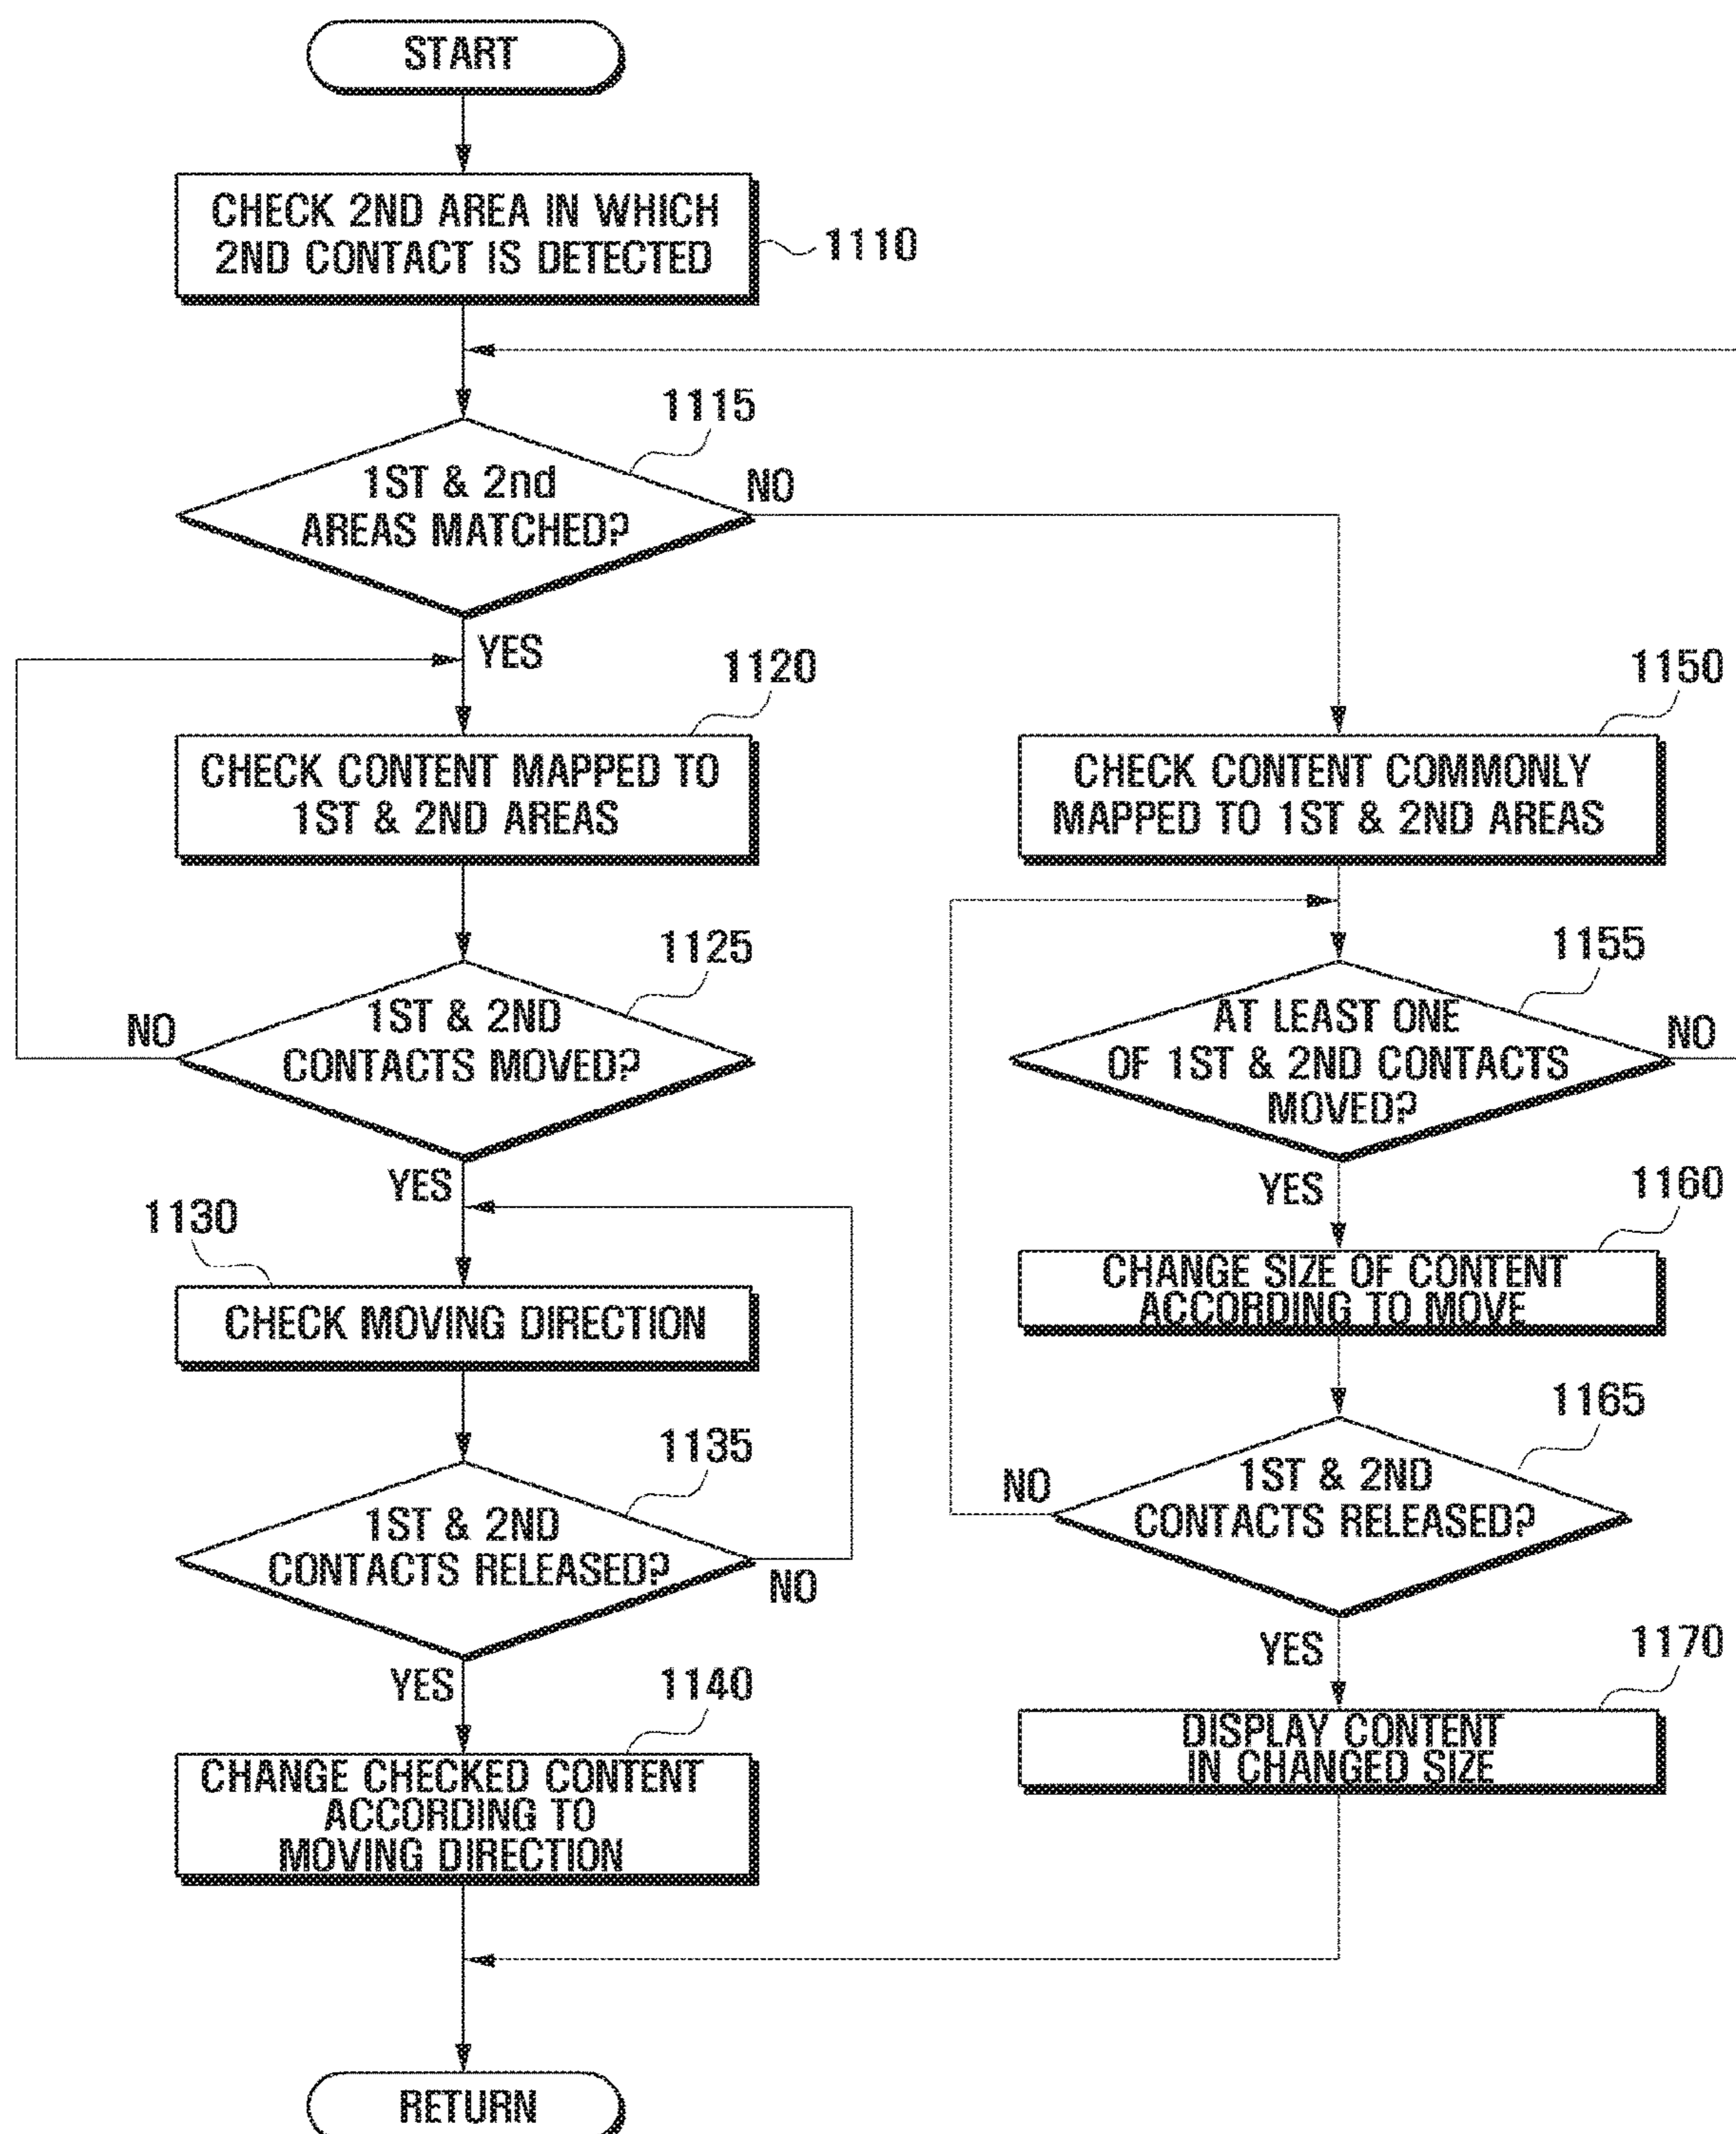 START
CHECK 2ND AREA IN WHICH
2ND CONTACT IS DETECTED
1110
1115
1ST & 2nd
AREAS MATCHED?
NO
YES
1120
CHECK CONTENT MAPPED TO
1ST & 2ND AREAS
1125
1ST & 2ND
CONTACTS MOVED?
NO
YES
1130
CHECK MOVING DIRECTION
1135
1ST & 2ND
CONTACTS RELEASED?
NO
YES
1140
CHANGE CHECKED CONTENT
ACCORDING TO
MOVING DIRECTION
1150
CHECK CONTENT COMMONLY
MAPPED TO 1ST & 2ND AREAS
1155
AT LEAST ONE
OF 1ST & 2ND CONTACTS
MOVED?
NO
YES
1160
CHANGE SIZE OF CONTENT
ACCORDING TO MOVE
1165
1ST & 2ND
CONTACTS RELEASED?
NO
YES
1170
DISPLAY CONTENT
IN CHANGED SIZE
RETURN